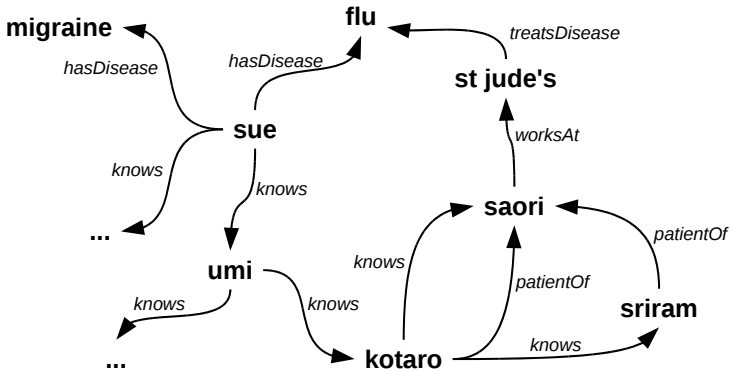 flu
migraine
treatsDisease
hasDisease
hasDisease
st jude's
sue
worksAt
knows
knows
saori
...
patientOf
umi
knows
patientOf
knows
knows
sriram
knows
...
kotaro